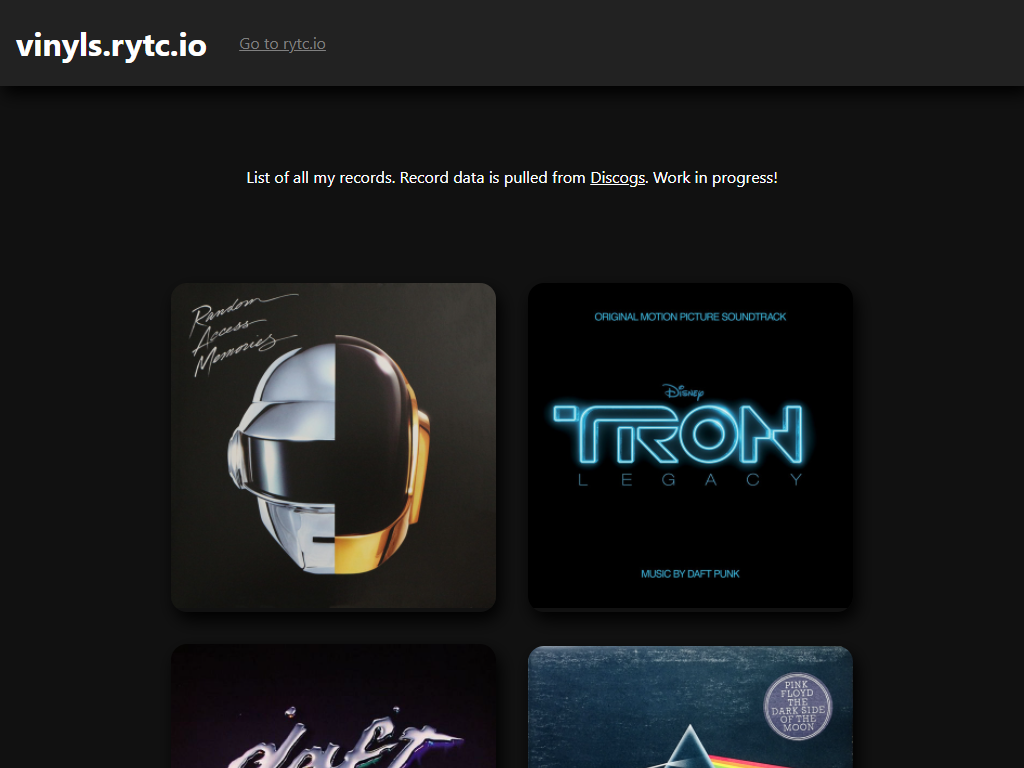 vinyls.rytc.io
Go to rytc.io
List of all my records. Record data is pulled from Discogs. Work in progress!
Random
Access
Memories
ORIGINAL MOTION PICTURE SOUNDTRACK
Disney
TRON
LEGACY
MUSIC BY DAFT PUNK
daft
PINK
FLOYD
THE
DARK SIDE
OF THE
MOON